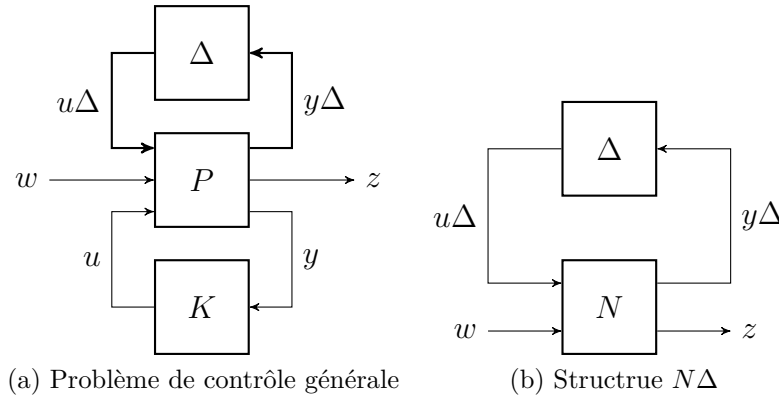 Δ
uΔ
yΔ
w
P
z
u
y
K
(a) Problème de contrôle générale
Δ
uΔ
yΔ
N
w
z
(b) Structrue NΔ